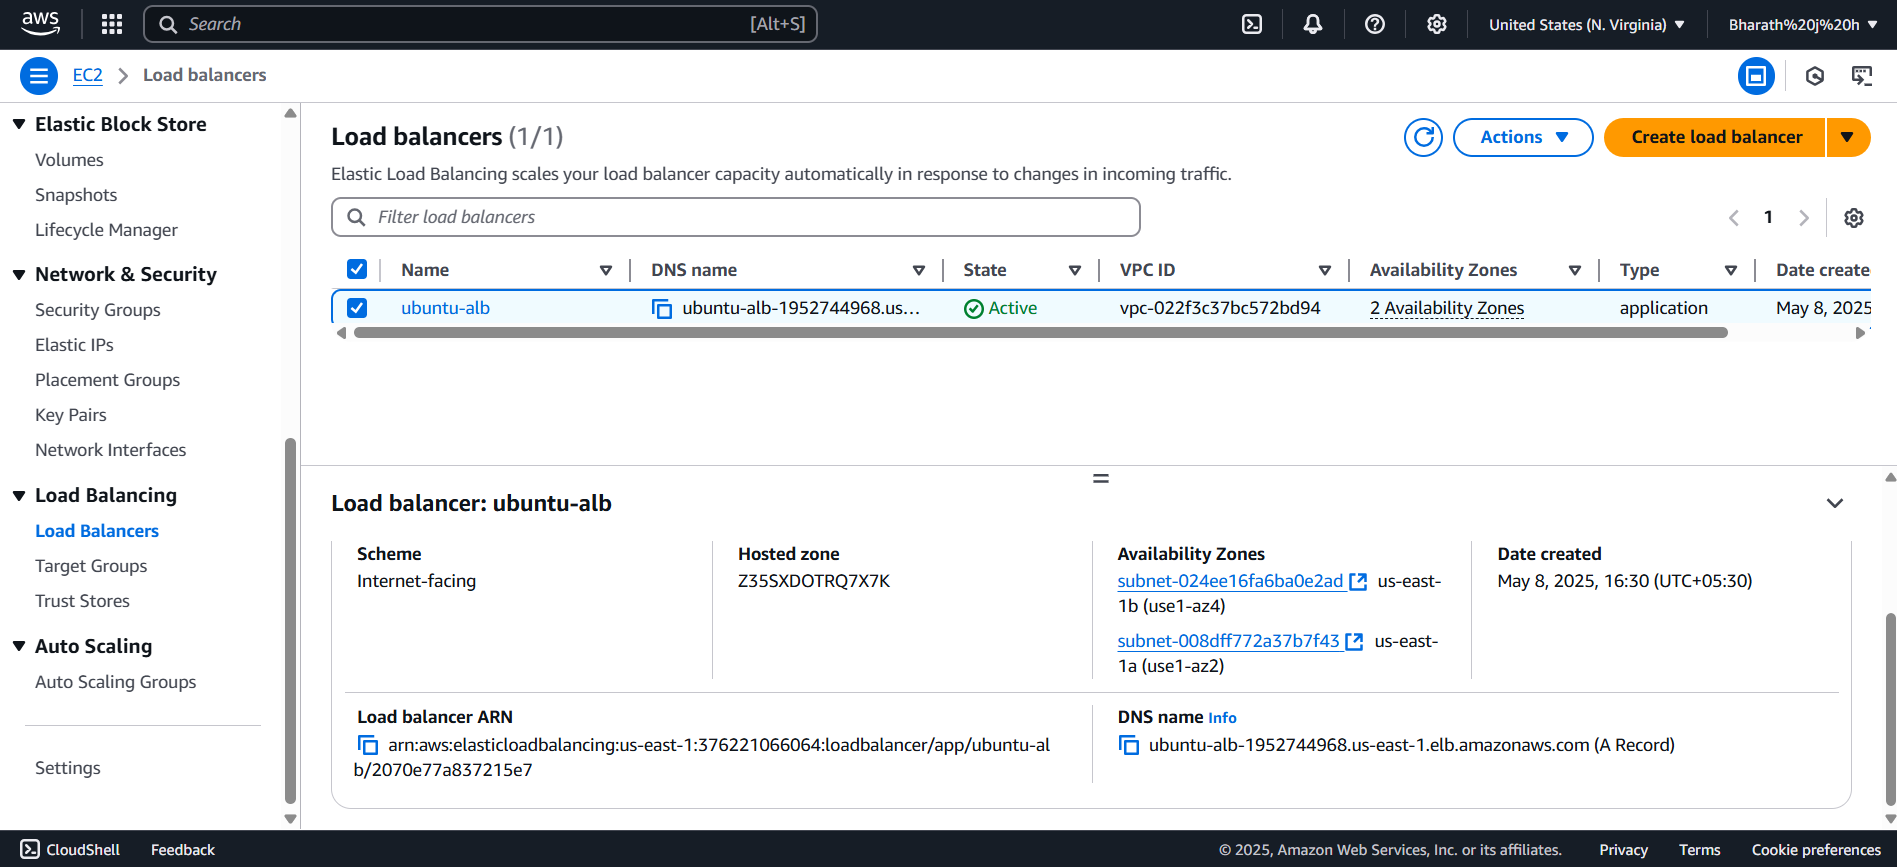 aws
Search [Alt+S]
United States (N. Virginia)
Bharath%20j%20h
EC2 > Load balancers
Elastic Block Store
Volumes
Snapshots
Lifecycle Manager
Network & Security
Security Groups
Elastic IPs
Placement Groups
Key Pairs
Network Interfaces
Load Balancing
Load Balancers
Target Groups
Trust Stores
Auto Scaling
Auto Scaling Groups
Settings
Load balancers (1/1)
Actions
Create load balancer
Elastic Load Balancing scales your load balancer capacity automatically in response to changes in incoming traffic.
Filter load balancers
1
Name DNS name State VPC ID Availability Zones Type Date create
ubuntu-alb ubuntu-alb-1952744968.us... Active vpc-022f3c37bc572bd94 2 Availability Zones application May 8, 2025
Load balancer: ubuntu-alb
Scheme
Internet-facing
Hosted zone
Z35SXDOTRQ7X7K
Availability Zones
subnet-024ee16fa6ba0e2ad us-east-
1b (use1-az4)
subnet-008dff772a37b7f43 us-east-
1a (use1-az2)
Date created
May 8, 2025, 16:30 (UTC+05:30)
Load balancer ARN
arn:aws:elasticloadbalancing:us-east-1:376221066064:loadbalancer/app/ubuntu-al
b/2070e77a837215e7
DNS name Info
ubuntu-alb-1952744968.us-east-1.elb.amazonaws.com (A Record)
CloudShell
Feedback
© 2025, Amazon Web Services, Inc. or its affiliates.
Privacy
Terms
Cookie preferences